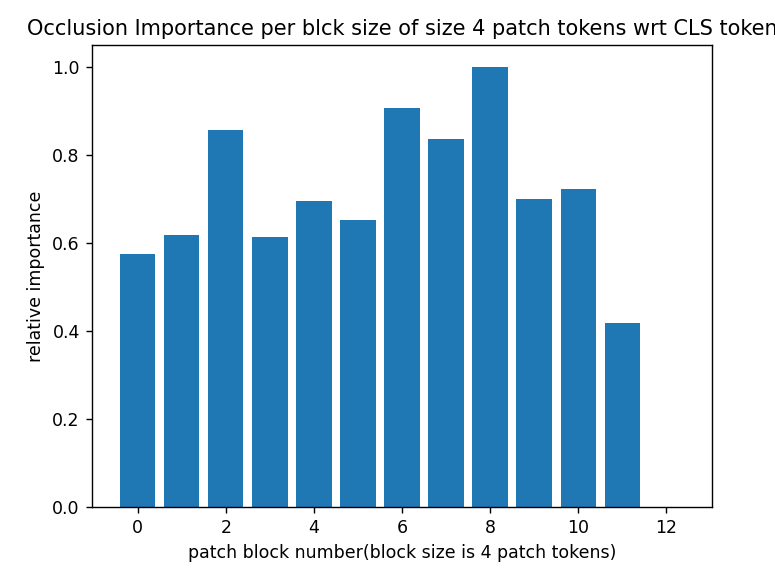 Occlusion Importance per blck size of size 4 patch tokens wrt CLS token
1.0
0.8
0.6
0.4
0.2
0.0
relative importance
0 2 4 6 8 10 12
patch block number(block size is 4 patch tokens)